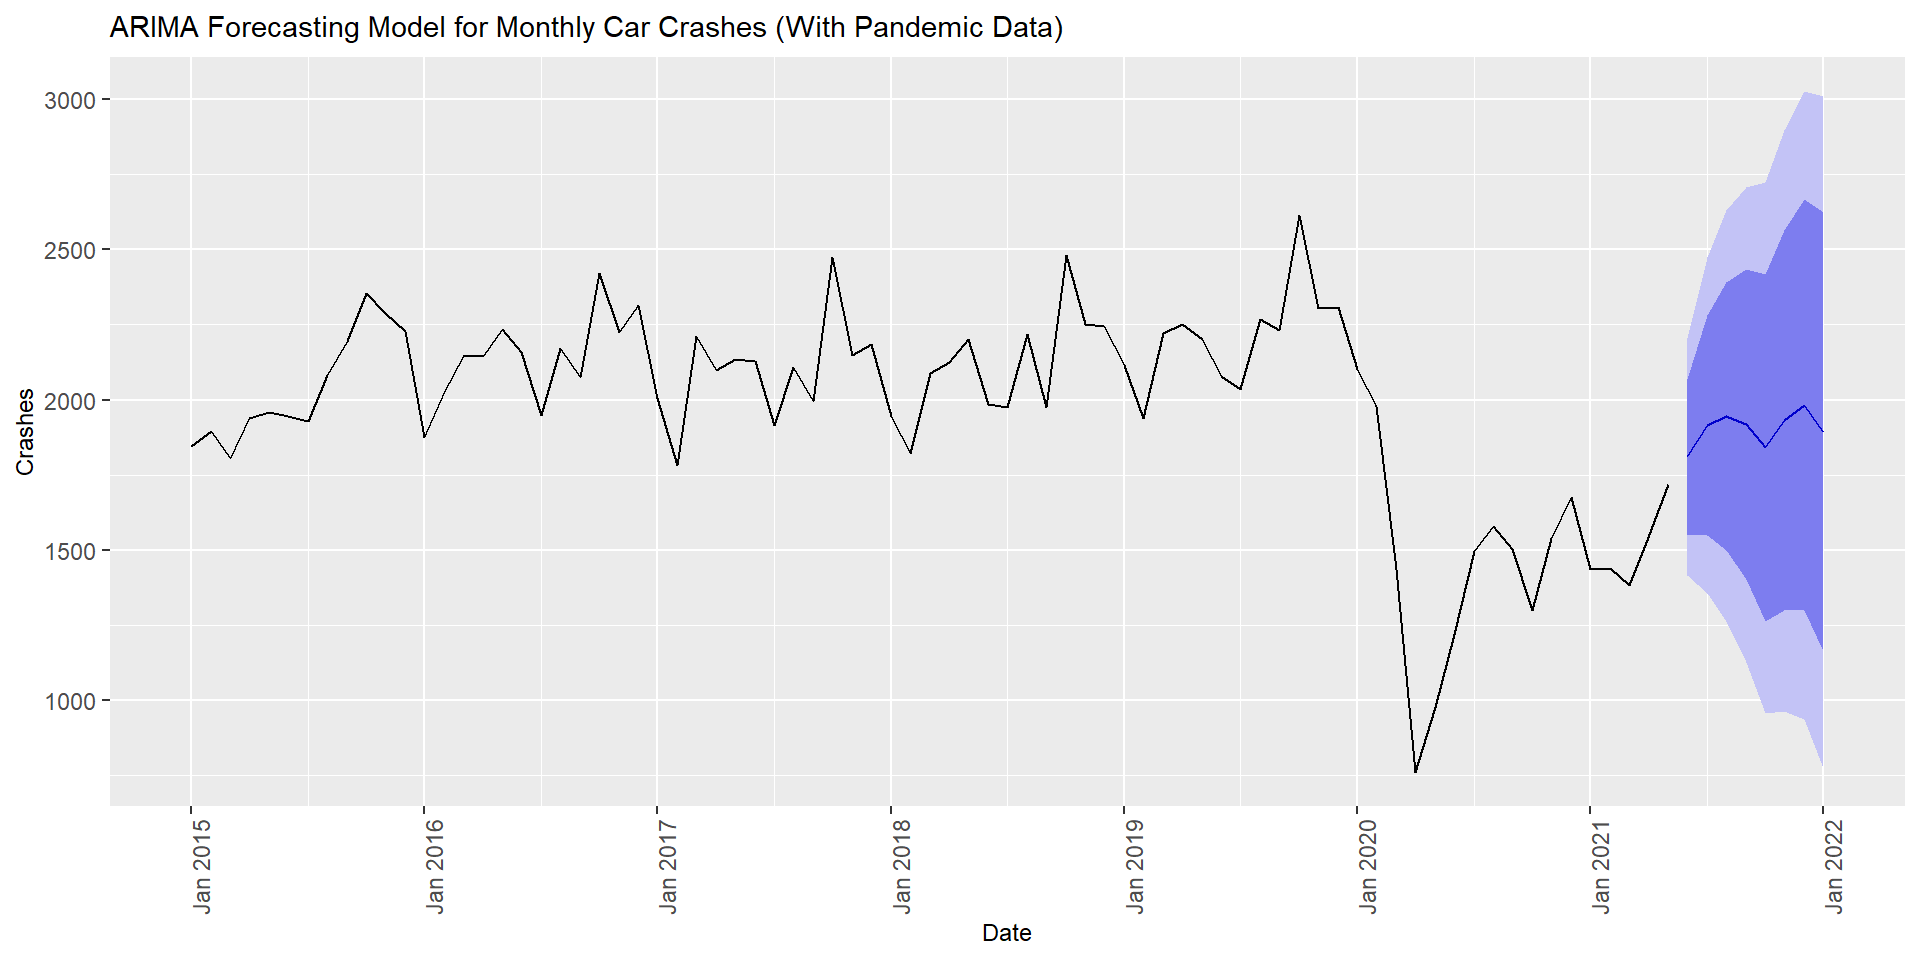 ARIMA Forecasting Model for Monthly Car Crashes (With Pandemic Data)
3000
2500
2000
1500
1000
Crashes
Jan 2015
Jan 2016
Jan 2017
Jan 2018
Jan 2019
Jan 2020
Jan 2021
Jan 2022
Date